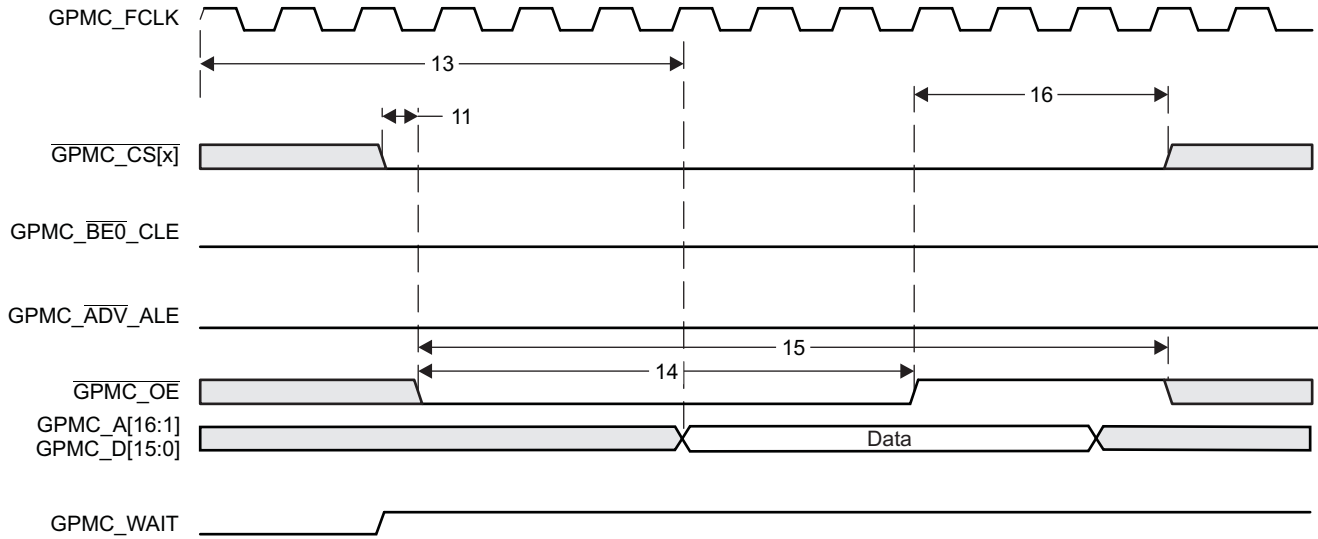 GPMC_FCLK
13
16
11
GPMC_CS[x]
GPMC_BE0_CLE
GPMC_ADV_ALE
15
14
GPMC_OE
GPMC_A[16:1]
GPMC_D[15:0]
Data
GPMC_WAIT